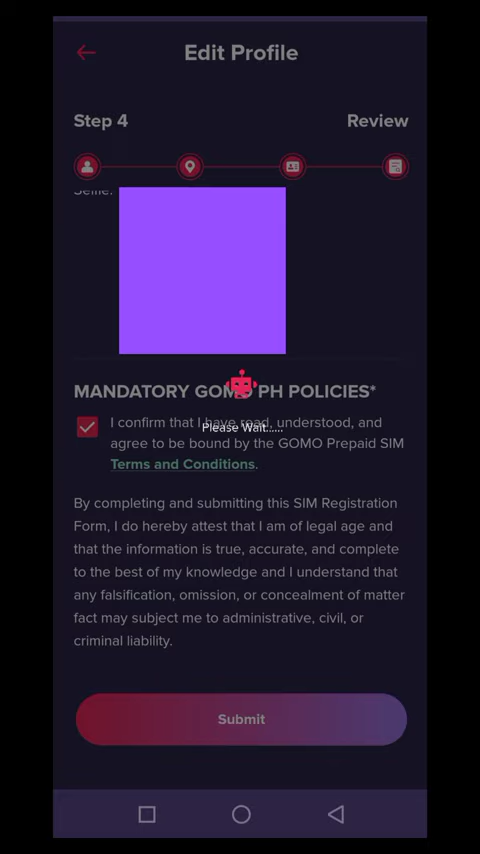 Edit Profile
Step 4
Review
Selfie:
MANDATORY GOMO PH POLICIES*
I confirm that I have read, understood, and
Please Wait......
agree to be bound by the GOMO Prepaid SIM
Terms and Conditions.
By completing and submitting this SIM Registration
Form, I do hereby attest that I am of legal age and
that the information is true, accurate, and complete
to the best of my knowledge and I understand that
any falsification, omission, or concealment of matter
fact may subject me to administrative, civil, or
criminal liability.
Submit